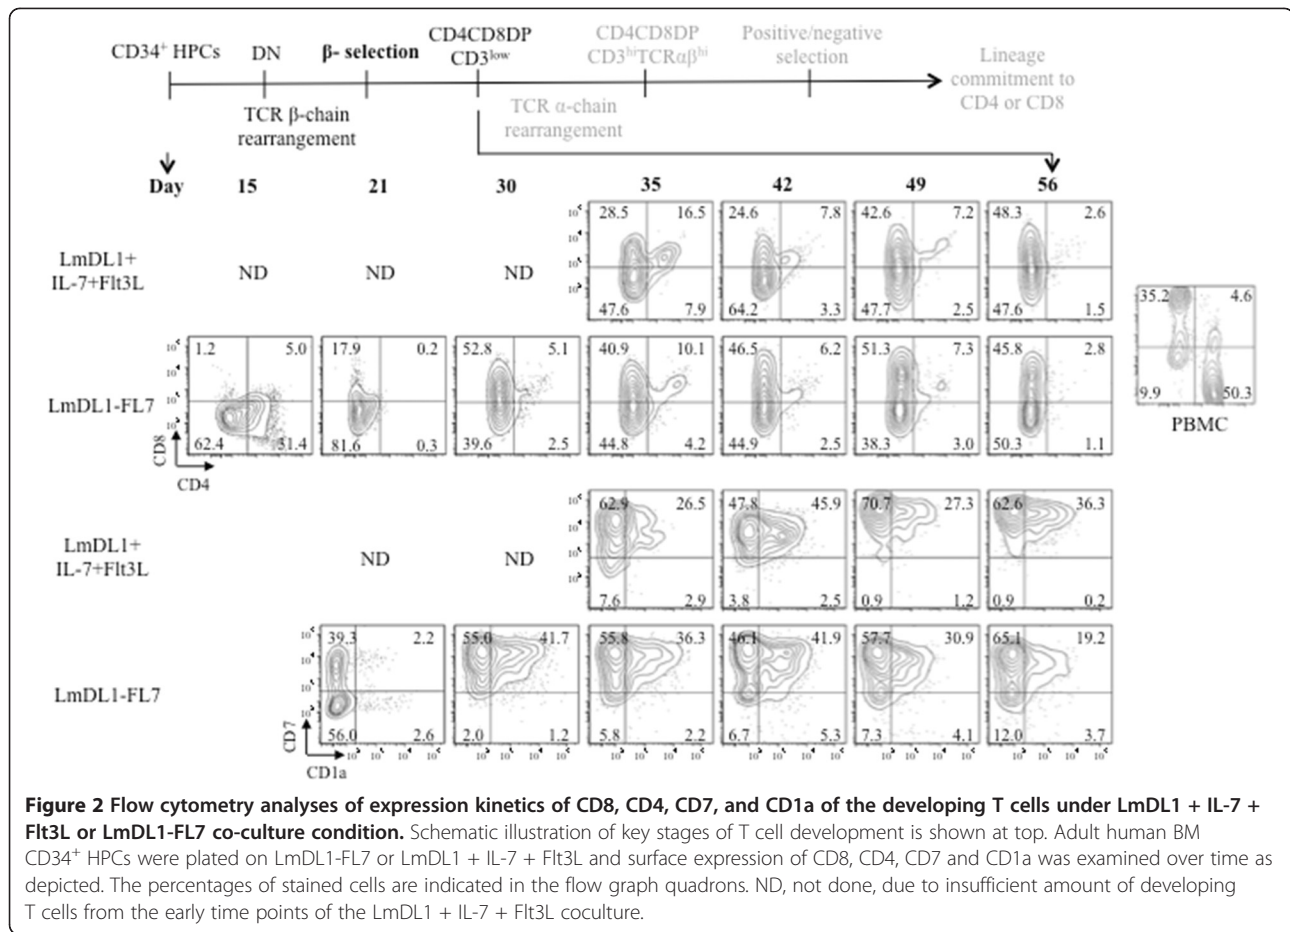 CD34+ HPCs DN β- selection CD4CD8DP CD3low CD4CD8DP CD3hiTCRαβhi Positive/negative selection Lineage commitment to CD4 or CD8
TCR β-chain rearrangement TCR α-chain rearrangement
Day 15 21 30 35 42 49 56
LmDL1+
IL-7+Flt3L
ND ND ND
28.5 16.5 24.6 7.8 42.6 7.2 48.3 2.6
47.6 7.9 64.2 3.3 47.7 2.5 47.6 1.5
35.2 4.6
9.9 50.3
PBMC
LmDL1-FL7
1.2 5.0 17.9 0.2 52.8 5.1 40.9 10.1 46.5 6.2 51.3 7.3 45.8 2.8
62.4 31.4 81.6 0.3 39.6 2.5 44.8 4.2 44.9 2.5 38.3 3.0 50.3 1.1
CD8
CD4
LmDL1+
IL-7+Flt3L
ND ND
62.9 26.5 47.8 45.9 70.7 27.3 62.6 36.3
7.6 2.9 3.8 2.5 0.9 1.2 0.9 0.2
LmDL1-FL7
39.3 2.2 55.0 41.7 55.8 36.3 46.1 41.9 57.7 30.9 65.1 19.2
56.0 2.6 2.0 1.2 5.8 2.2 6.7 5.3 7.3 4.1 12.0 3.7
CD7
CD1a
Figure 2 Flow cytometry analyses of expression kinetics of CD8, CD4, CD7, and CD1a of the developing T cells under LmDL1 + IL-7 +
Flt3L or LmDL1-FL7 co-culture condition. Schematic illustration of key stages of T cell development is shown at top. Adult human BM
CD34+ HPCs were plated on LmDL1-FL7 or LmDL1 + IL-7 + Flt3L and surface expression of CD8, CD4, CD7 and CD1a was examined over time as
depicted. The percentages of stained cells are indicated in the flow graph quadrons. ND, not done, due to insufficient amount of developing
T cells from the early time points of the LmDL1 + IL-7 + Flt3L coculture.